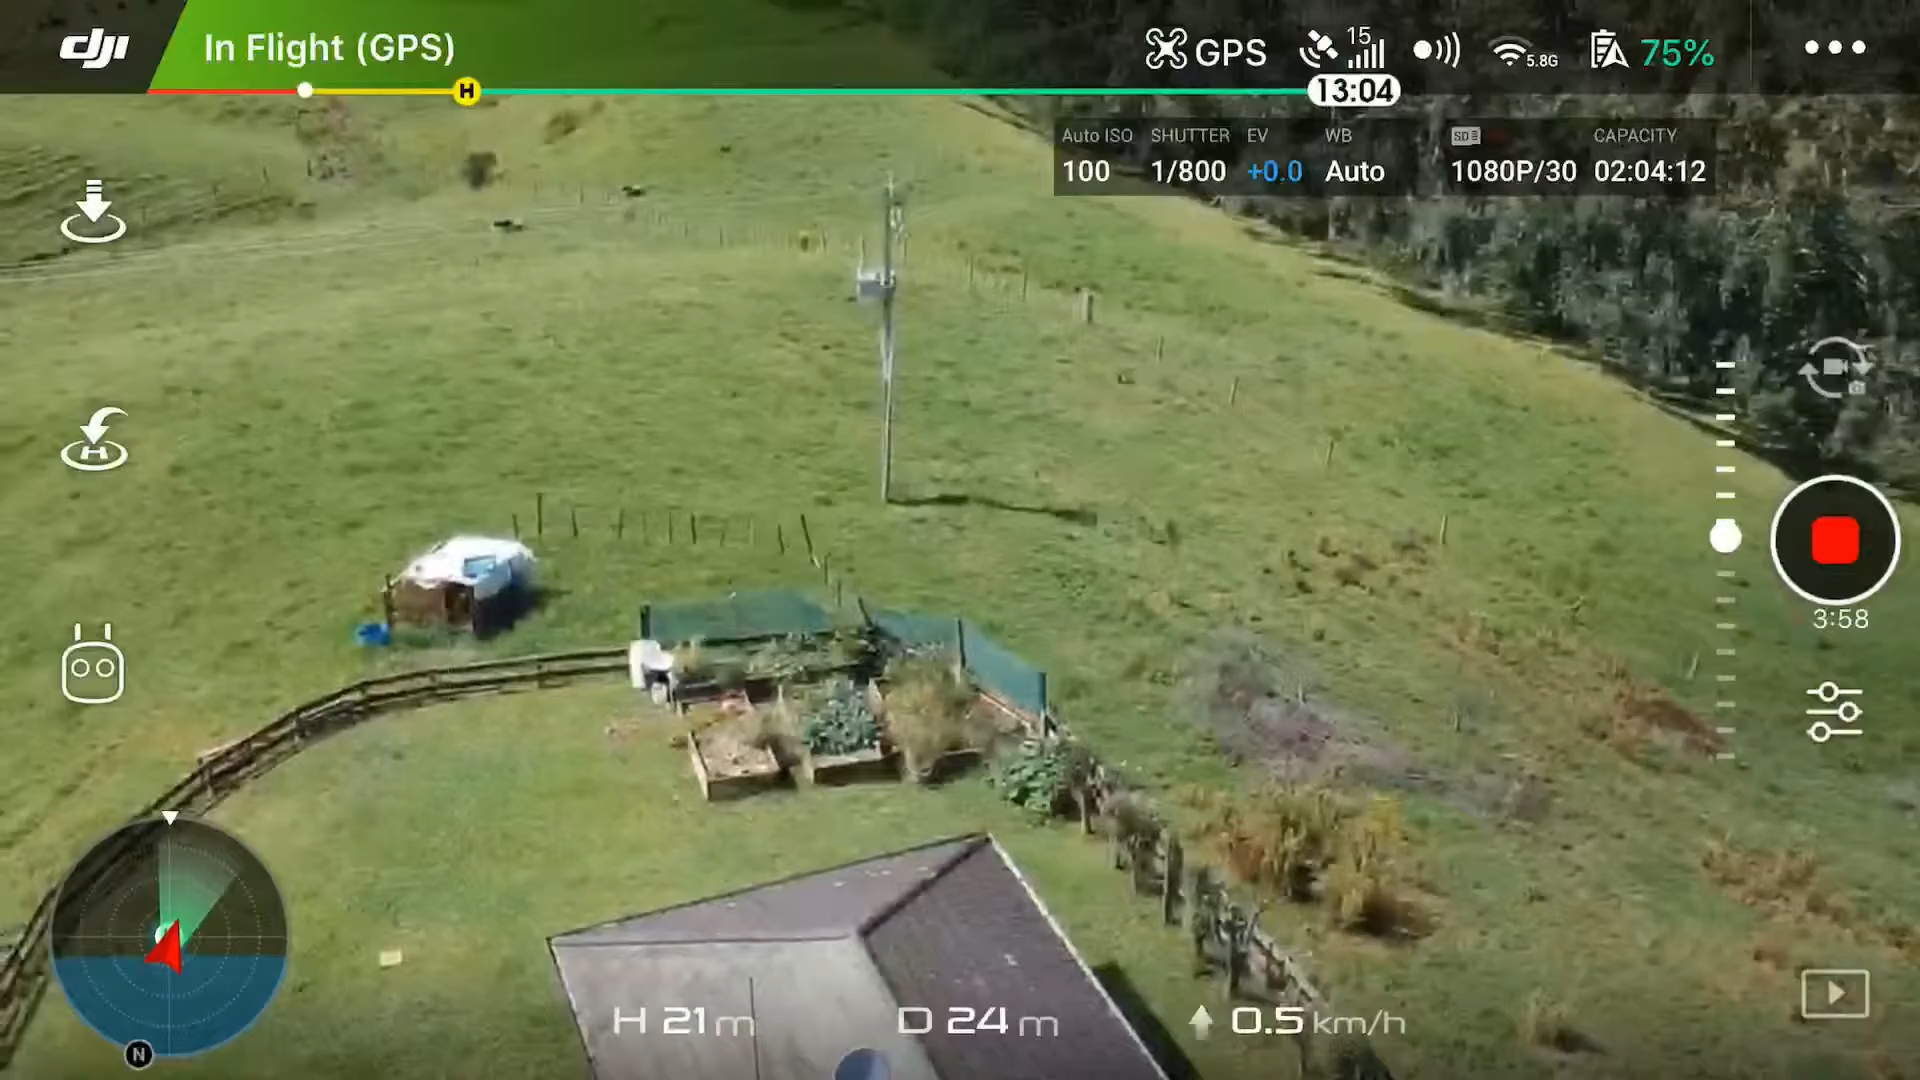 dji In Flight (GPS) GPS 15 5.8G 75%
H 13:04
Auto ISO SHUTTER EV WB SD CAPACITY
100 1/800 +0.0 Auto 1080P/30 02:04:12
H
3:58
H 21 m D 24 m 0.5 km/h
N